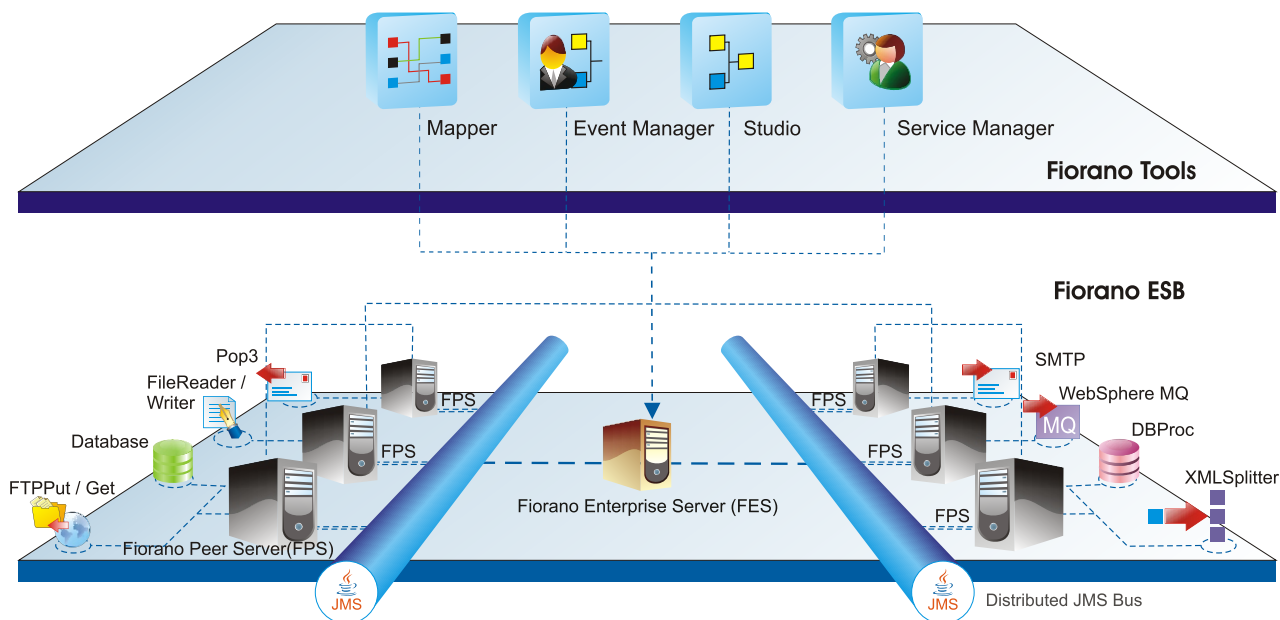 Mapper
Event Manager
Studio
Service Manager
Fiorano Tools
Fiorano ESB
Pop3
FileReader /
Writer
Database
FTPPut / Get
FPS
FPS
Fiorano Peer Server(FPS)
Fiorano Enterprise Server (FES)
FPS
FPS
FPS
SMTP
WebSphere MQ
MQ
DBProc
XMLSplitter
JMS
JMS
Distributed JMS Bus